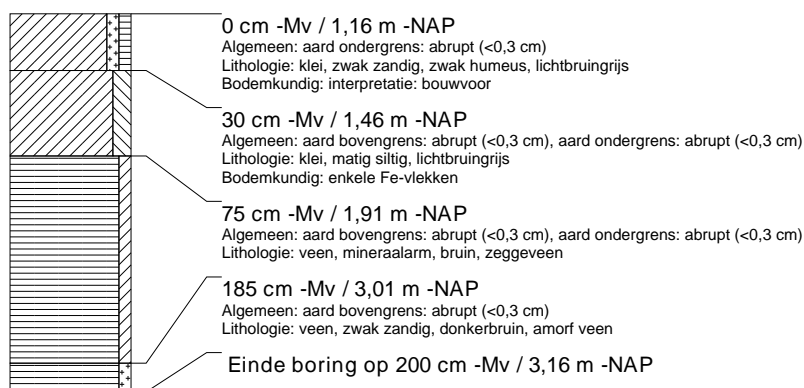 0 cm -Mv / 1,16 m -NAP
Algemeen: aard ondergrens: abrupt (<0,3 cm)
Lithologie: klei, zwak zandig, zwak humeus, lichtbruingrijs
Bodemkundig: interpretatie: bouwvoor
30 cm -Mv / 1,46 m -NAP
Algemeen: aard bovengrens: abrupt (<0,3 cm), aard ondergrens: abrupt (<0,3 cm)
Lithologie: klei, matig siltig, lichtbruingrijs
Bodemkundig: enkele Fe-vlekken
75 cm -Mv / 1,91 m -NAP
Algemeen: aard bovengrens: abrupt (<0,3 cm), aard ondergrens: abrupt (<0,3 cm)
Lithologie: veen, mineraalarm, bruin, zeggeveen
185 cm -Mv / 3,01 m -NAP
Algemeen: aard bovengrens: abrupt (<0,3 cm)
Lithologie: veen, zwak zandig, donkerbruin, amorf veen
Einde boring op 200 cm -Mv / 3,16 m -NAP